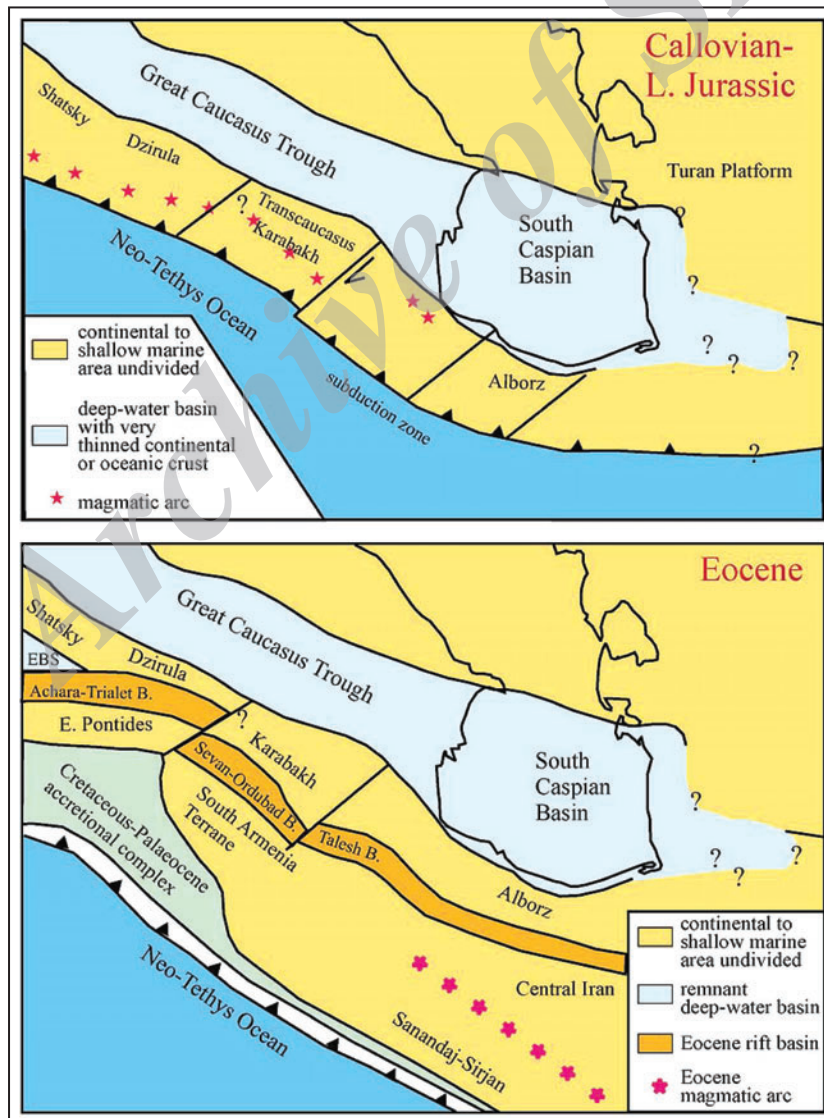 Callovian-
L. Jurassic
Great Caucasus Trough
Shatsky
Dzirula
Turan Platform
?
Transcaucasus
?
Karabakh
South
Caspian
Basin
Neo-Tethys Ocean
?
?
?
?
?
Alborz
subduction zone
?
continental to
shallow marine
area undivided
deep-water basin
with very
thinned continental
or oceanic crust
magmatic arc
Archive of S
Eocene
Great Caucasus Trough
Shatsky
EBS
Dzirula
Achara-Trialet B.
E. Pontides
?
Karabakh
South
Caspian
Basin
Sevan-Ordubad B.
?
?
?
?
Cretaceous-Palaeocene
accretional complex
South Armenia
Terrane
Talesh B.
Alborz
Central Iran
Neo-Tethys Ocean
Sanandaj-Sirjan
continental to
shallow marine
area undivided
remnant
deep-water basin
Eocene rift basin
Eocene
magmatic arc